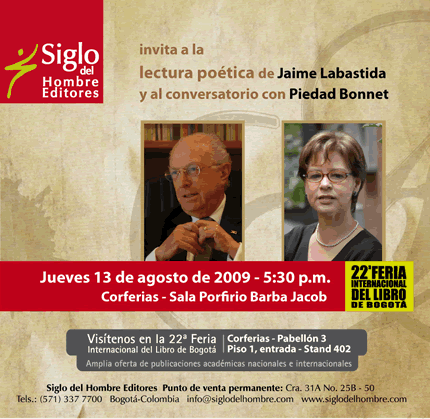 Siglo
del
Hombre
Editores
invita a la
lectura poética de Jaime Labastida
y al conversatorio con Piedad Bonnet
Jueves 13 de agosto de 2009 - 5:30 p.m.
Corferias - Sala Porfirio Barba Jacob
22ª FERIA
INTERNACIONAL
DEL LIBRO
DE BOGOTÁ
Visítenos en la 22ª Feria
Internacional del Libro de Bogotá
Corferias - Pabellón 3
Piso 1, entrada - Stand 402
Amplia oferta de publicaciones académicas nacionales e internacionales
Siglo del Hombre Editores Punto de venta permanente: Cra. 31A No. 25B - 50
Tels.: (571) 337 7700 Bogotá-Colombia info@siglodelhombre.com www.siglodelhombre.com